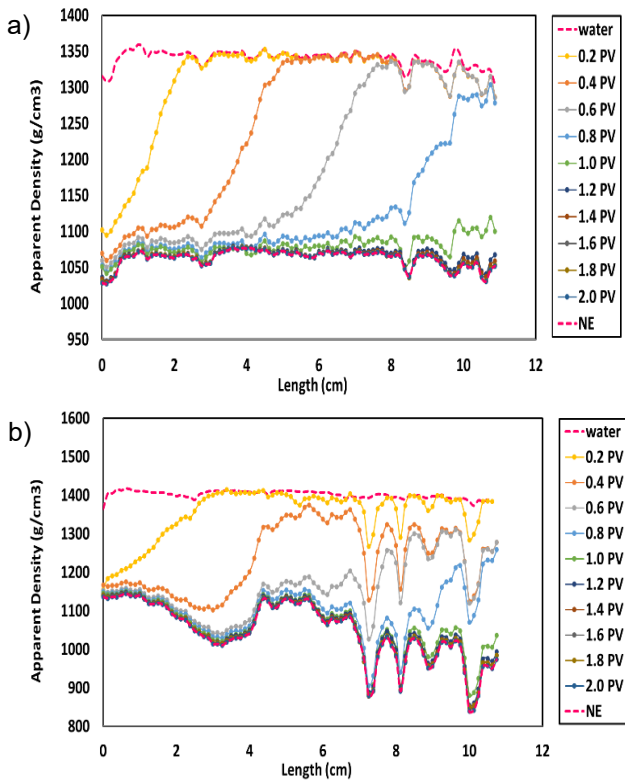 a)
Apparent Density (g/cm3)
1400
1350
1300
1250
1200
1150
1100
1050
1000
950
0 2 4 6 8 10 12
Length (cm)
water
0.2 PV
0.4 PV
0.6 PV
0.8 PV
1.0 PV
1.2 PV
1.4 PV
1.6 PV
1.8 PV
2.0 PV
NE
b)
Apparent Density (g/cm3)
1600
1500
1400
1300
1200
1100
1000
900
800
0 2 4 6 8 10 12
Length (cm)
water
0.2 PV
0.4 PV
0.6 PV
0.8 PV
1.0 PV
1.2 PV
1.4 PV
1.6 PV
1.8 PV
2.0 PV
NE